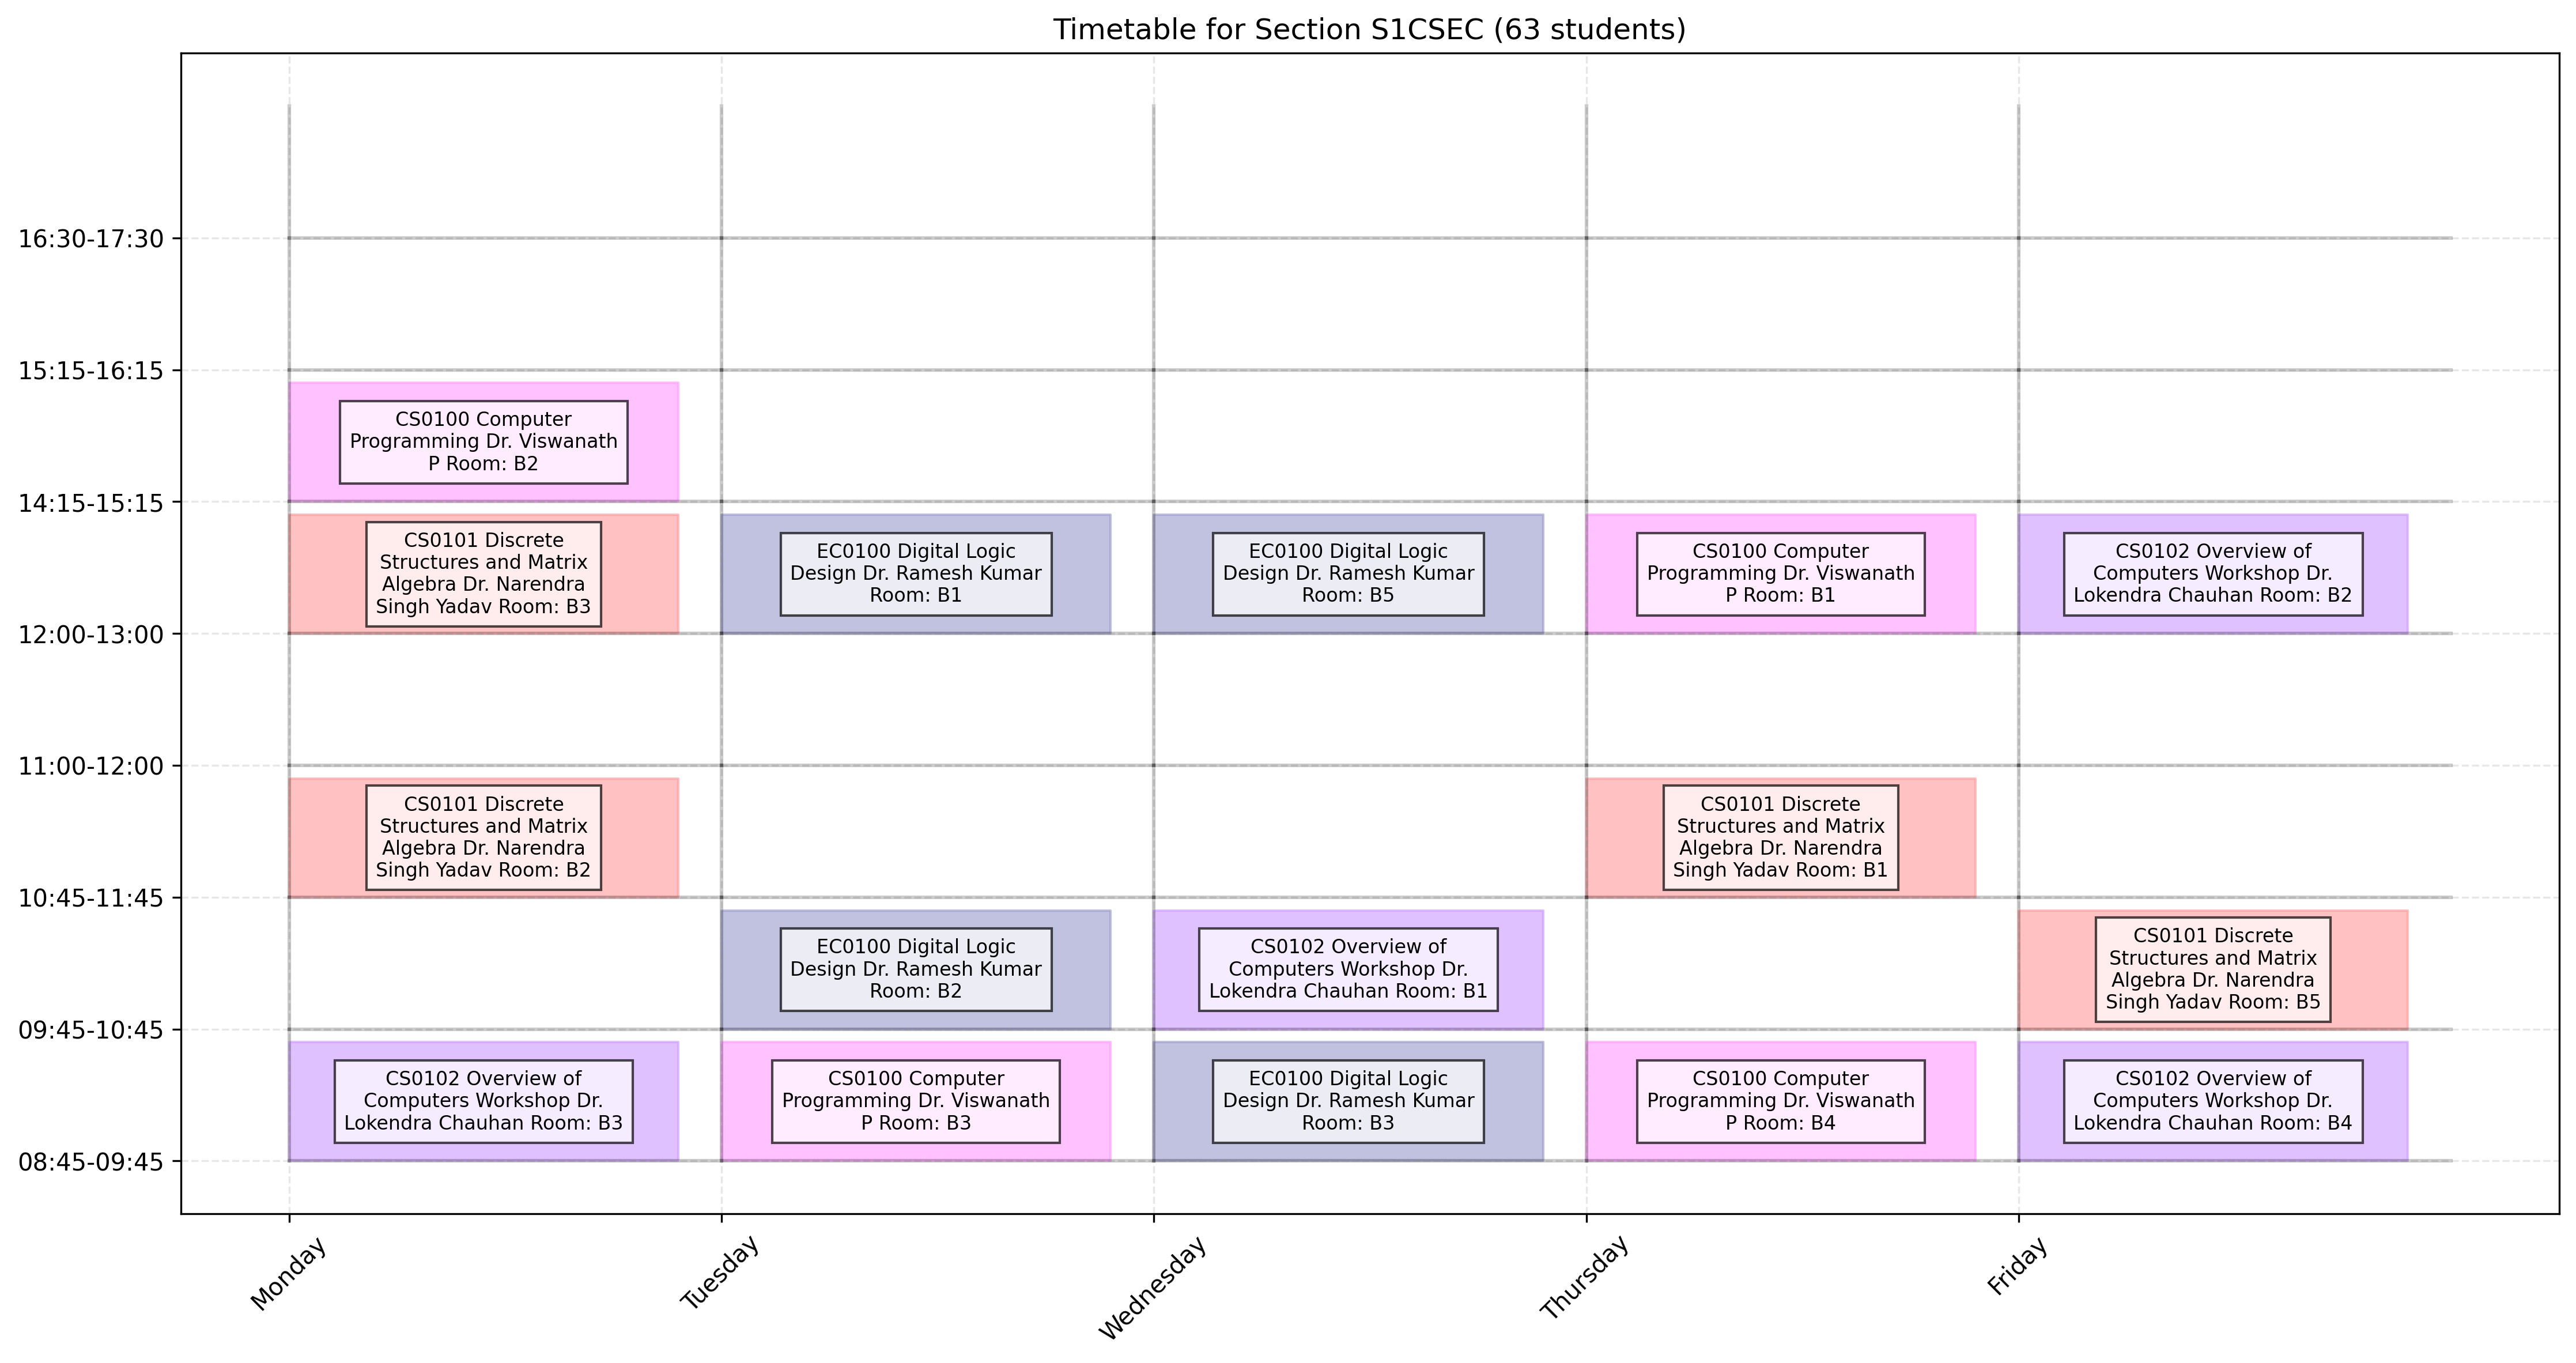 Timetable for Section S1CSEC (63 students)
16:30-17:30
15:15-16:15
CS0100 Computer
Programming Dr. Viswanath
P Room: B2
14:15-15:15
CS0101 Discrete
Structures and Matrix
Algebra Dr. Narendra
Singh Yadav Room: B3
EC0100 Digital Logic
Design Dr. Ramesh Kumar
Room: B1
EC0100 Digital Logic
Design Dr. Ramesh Kumar
Room: B5
CS0100 Computer
Programming Dr. Viswanath
P Room: B1
CS0102 Overview of
Computers Workshop Dr.
Lokendra Chauhan Room: B2
12:00-13:00
11:00-12:00
CS0101 Discrete
Structures and Matrix
Algebra Dr. Narendra
Singh Yadav Room: B2
CS0101 Discrete
Structures and Matrix
Algebra Dr. Narendra
Singh Yadav Room: B1
10:45-11:45
EC0100 Digital Logic
Design Dr. Ramesh Kumar
Room: B2
CS0102 Overview of
Computers Workshop Dr.
Lokendra Chauhan Room: B1
CS0101 Discrete
Structures and Matrix
Algebra Dr. Narendra
Singh Yadav Room: B5
09:45-10:45
CS0102 Overview of
Computers Workshop Dr.
Lokendra Chauhan Room: B3
CS0100 Computer
Programming Dr. Viswanath
P Room: B3
EC0100 Digital Logic
Design Dr. Ramesh Kumar
Room: B3
CS0100 Computer
Programming Dr. Viswanath
P Room: B4
CS0102 Overview of
Computers Workshop Dr.
Lokendra Chauhan Room: B4
08:45-09:45
Monday
Tuesday
Wednesday
Thursday
Friday